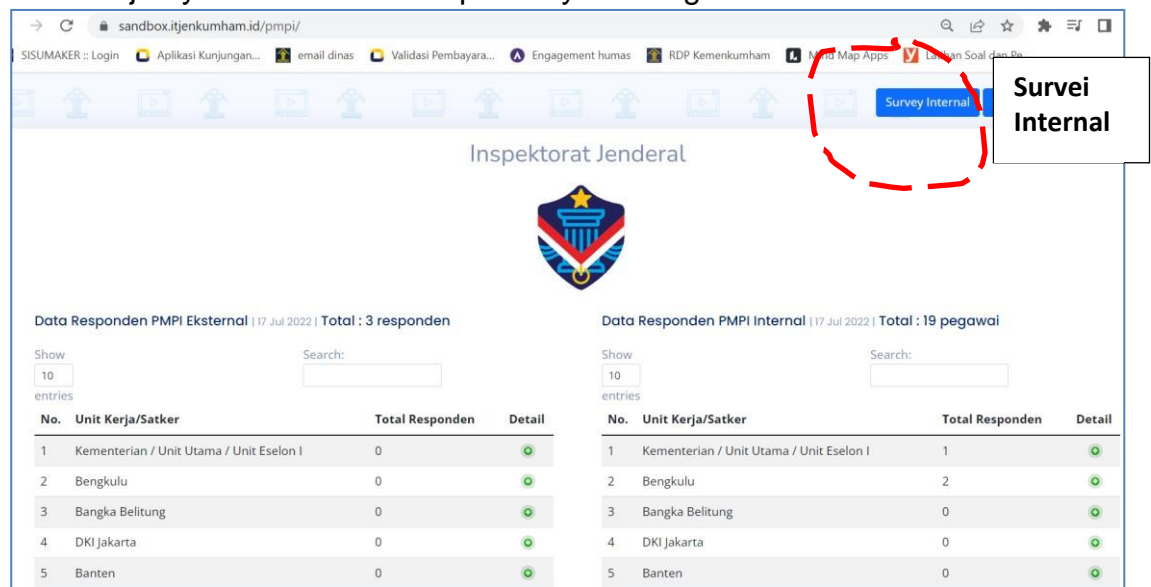 sandbox.itjenkumham.id/pmpi/
SISUMAKER :: Login Aplikasi Kunjungan... email dinas Validasi Pembayara... Engagement humas RDP Kemenkumham Mind Map Apps Latihan Soal dan Pe
Survey Internal
Survei
Internal
Inspektorat Jenderal
Data Responden PMPI Eksternal | 17 Jul 2022 | Total : 3 responden
Show
10
entries
Search:
No. Unit Kerja/Satker Total Responden Detail
1 Kementerian / Unit Utama / Unit Eselon I 0
2 Bengkulu 0
3 Bangka Belitung 0
4 DKI Jakarta 0
5 Banten 0
Data Responden PMPI Internal | 17 Jul 2022 | Total : 19 pegawai
Show
10
entries
Search:
No. Unit Kerja/Satker Total Responden Detail
1 Kementerian / Unit Utama / Unit Eselon I 1
2 Bengkulu 2
3 Bangka Belitung 0
4 DKI Jakarta 0
5 Banten 0